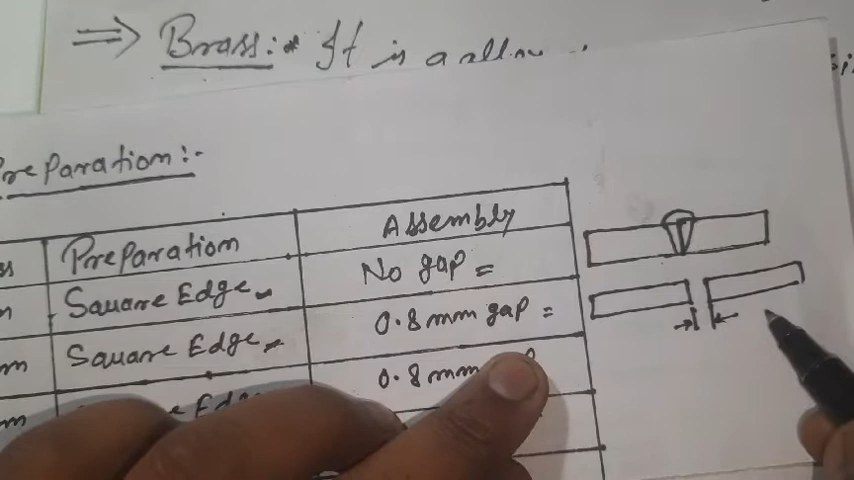 ⇒ Brass:- It is a alloy
Preparation:-
Preparation Assembly
Square Edge No gap =
Square Edge 0.8 mm gap =
0.8 mm